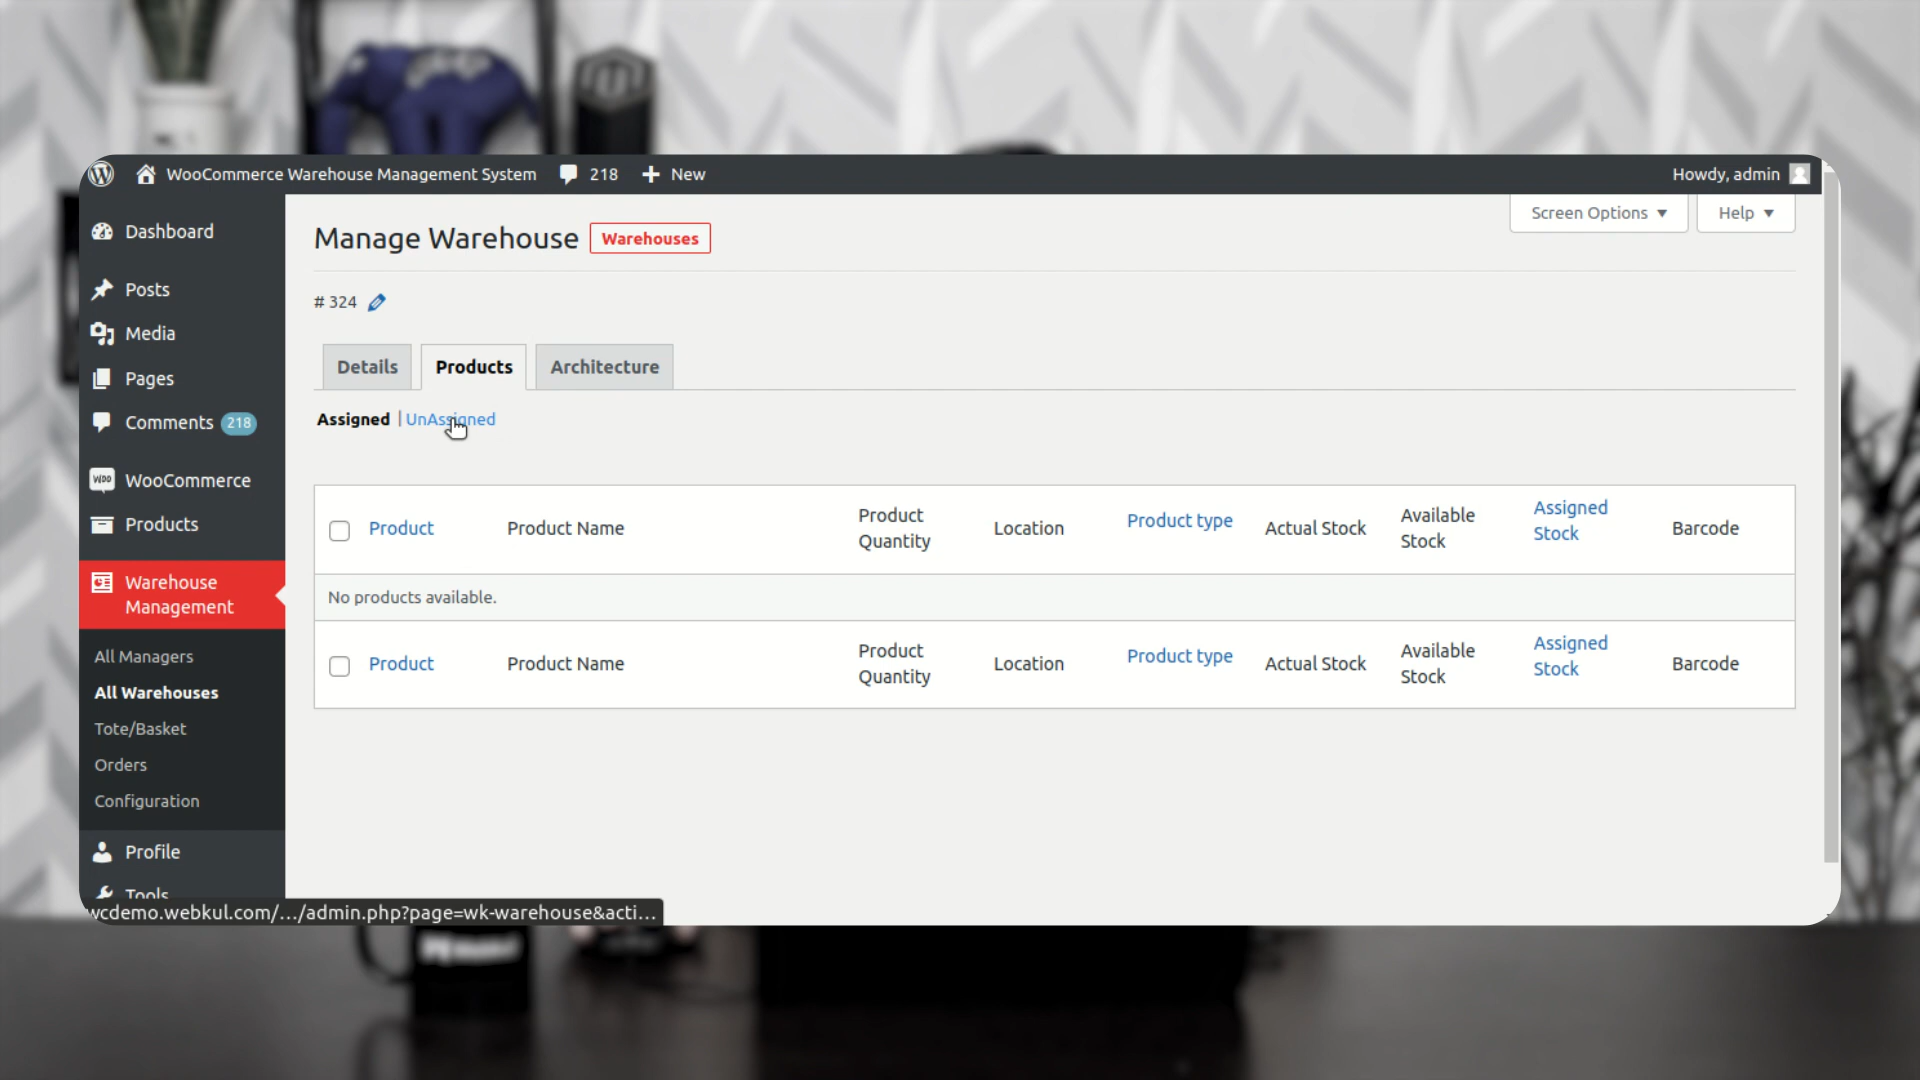 WooCommerce Warehouse Management System 218 New Howdy, admin
Screen Options Help
Dashboard
Posts
Media
Pages
Comments 218
WOO WooCommerce
Products
Warehouse
Management
All Managers
All Warehouses
Tote/Basket
Orders
Configuration
Profile
Tools
Manage Warehouse Warehouses
# 324
Details Products Architecture
Assigned | UnAssigned
Product Product Name Product Quantity Location Product type Actual Stock Available Stock Assigned Stock Barcode
No products available.
Product Product Name Product Quantity Location Product type Actual Stock Available Stock Assigned Stock Barcode
wcdemo.webkul.com/.../admin.php?page=wk-warehouse&acti...